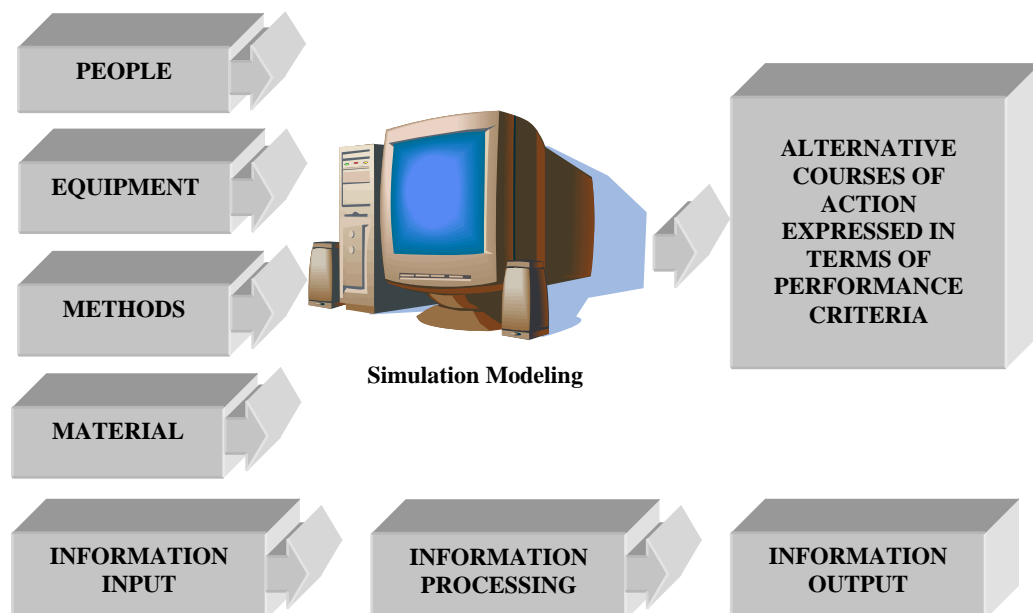 PEOPLE
EQUIPMENT
METHODS
MATERIAL
Simulation Modeling
ALTERNATIVE
COURSES OF
ACTION
EXPRESSED IN
TERMS OF
PERFORMANCE
CRITERIA
INFORMATION
INPUT
INFORMATION
PROCESSING
INFORMATION
OUTPUT